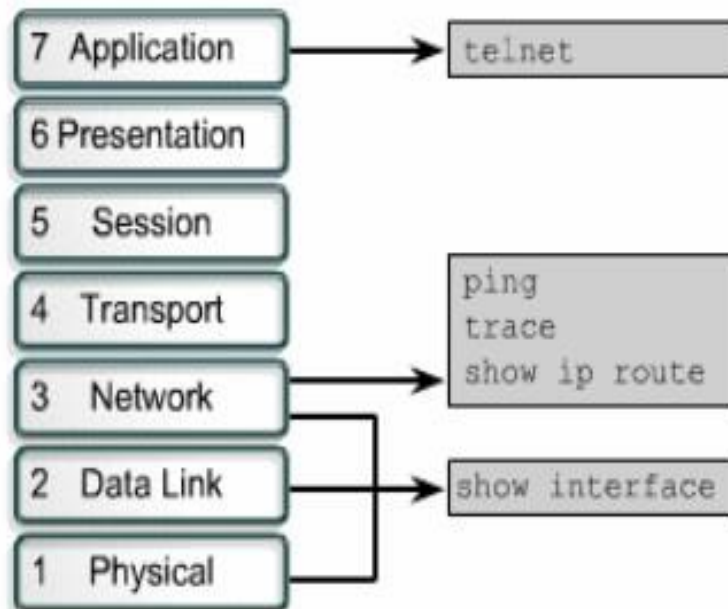 7 Application
telnet
6 Presentation
5 Session
4 Transport
ping
trace
show ip route
3 Network
2 Data Link
show interface
1 Physical